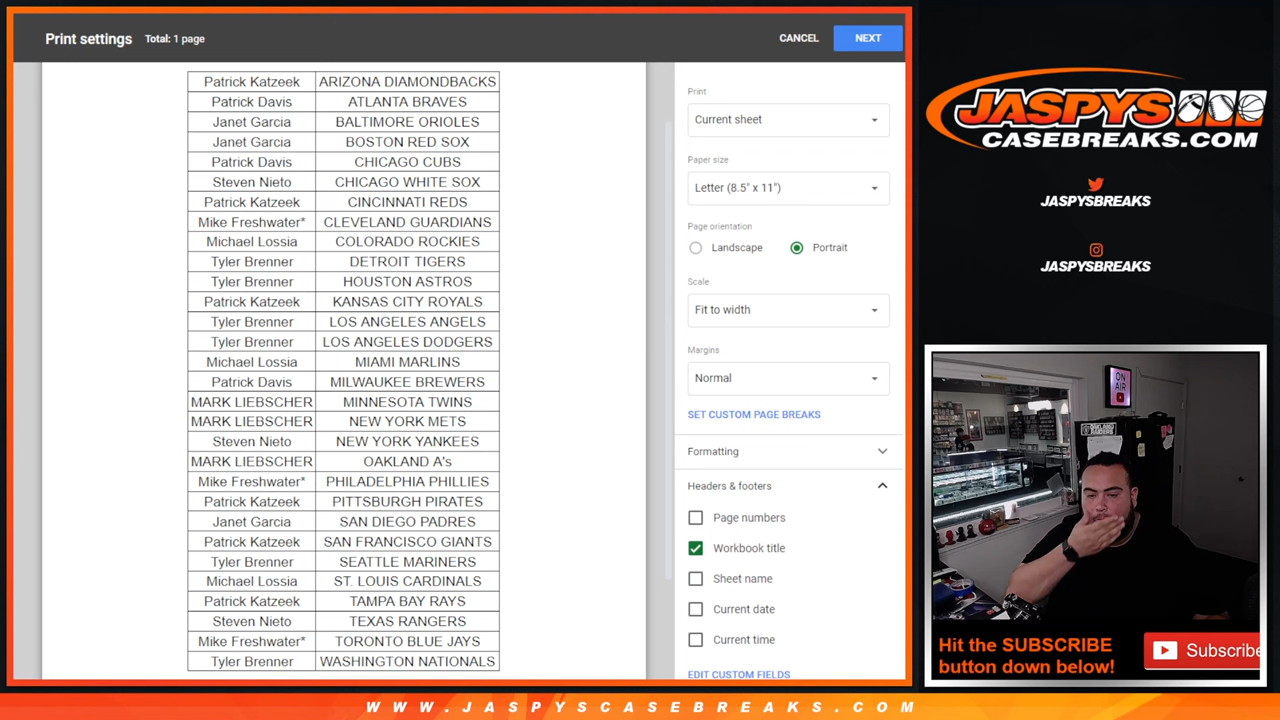 Print settings Total: 1 page CANCEL NEXT
Patrick Katzeek ARIZONA DIAMONDBACKS
Patrick Davis ATLANTA BRAVES
Janet Garcia BALTIMORE ORIOLES
Janet Garcia BOSTON RED SOX
Patrick Davis CHICAGO CUBS
Steven Nieto CHICAGO WHITE SOX
Patrick Katzeek CINCINNATI REDS
Mike Freshwater* CLEVELAND GUARDIANS
Michael Lossia COLORADO ROCKIES
Tyler Brenner DETROIT TIGERS
Tyler Brenner HOUSTON ASTROS
Patrick Katzeek KANSAS CITY ROYALS
Tyler Brenner LOS ANGELES ANGELS
Tyler Brenner LOS ANGELES DODGERS
Michael Lossia MIAMI MARLINS
Patrick Davis MILWAUKEE BREWERS
MARK LIEBSCHER MINNESOTA TWINS
MARK LIEBSCHER NEW YORK METS
Steven Nieto NEW YORK YANKEES
MARK LIEBSCHER OAKLAND A's
Mike Freshwater* PHILADELPHIA PHILLIES
Patrick Katzeek PITTSBURGH PIRATES
Janet Garcia SAN DIEGO PADRES
Patrick Katzeek SAN FRANCISCO GIANTS
Tyler Brenner SEATTLE MARINERS
Michael Lossia ST. LOUIS CARDINALS
Patrick Katzeek TAMPA BAY RAYS
Steven Nieto TEXAS RANGERS
Mike Freshwater* TORONTO BLUE JAYS
Tyler Brenner WASHINGTON NATIONALS
Print
Current sheet
Paper size
Letter (8.5" x 11")
Page orientation
Landscape Portrait
Scale
Fit to width
Margins
Normal
SET CUSTOM PAGE BREAKS
Formatting
Headers & footers
Page numbers
Workbook title
Sheet name
Current date
Current time
EDIT CUSTOM FIELDS
JASPYS
CASEBREAKS.COM
JASPYSBREAKS
JASPYSBREAKS
ON
AIR
OAKLAND
RAIDERS
Hit the SUBSCRIBE
button down below!
Subscribe
WWW.JASPYSCASEBREAKS.COM